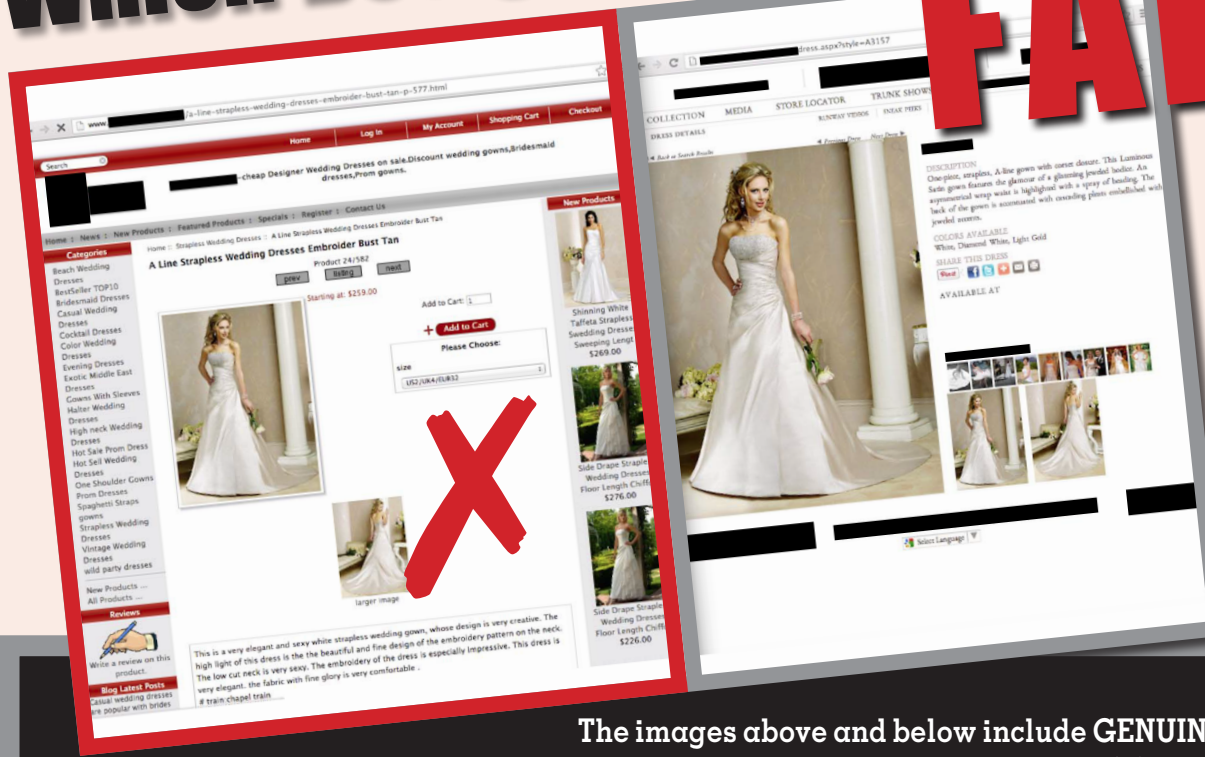 Which
FA
www.
/a-line-strapless-wedding-dresses-embroider-bust-tan-p-577.html
Search
Home
Log In
My Account
Shopping Cart
Checkout
-cheap Designer Wedding Dresses on sale.Discount wedding gowns,Bridesmaid
dresses,Prom gowns.
Home : News : New Products : Featured Products : Specials : Register : Contact Us
Categories
Beach Wedding
Dresses
BestSeller TOP10
Bridesmaid Dresses
Casual Wedding
Dresses
Cocktail Dresses
Color Wedding
Dresses
Evening Dresses
Exotic Middle East
Dresses
Gowns With Sleeves
Halter Wedding
Dresses
High neck Wedding
Dresses
Hot Sale Prom Dress
Hot Sell Wedding
Dresses
One Shoulder Gowns
Prom Dresses
Spaghetti Straps
gowns
Strapless Wedding
Dresses
Vintage Wedding
Dresses
wild party dresses
New Products ...
All Products ...
Reviews
Write a review on this
product.
Blog Latest Posts
Casual wedding dresses
are popular with brides
Home :: Strapless Wedding Dresses :: A Line Strapless Wedding Dresses Embroider Bust Tan
A Line Strapless Wedding Dresses Embroider Bust Tan
Product 24/582
prev
listing
next
Starting at: $259.00
Add to Cart: 1
Add to Cart
Please Choose:
size
US2/UK4/EUR32
larger image
This is a very elegant and sexy white strapless wedding gown, whose design is very creative. The
high light of this dress is the the beautiful and fine design of the embroidery pattern on the neck.
The low cut neck is very sexy. The embroidery of the dress is especially impressive. This dress is
very elegant. the fabric with fine glory is very comfortable .
# train chapel train
New Products
Shinning White
Taffeta Strapless
Swedding Dresse
Sweeping Lengt
$269.00
Side Drape Straple
Wedding Dresses
Floor Length Chiff
$276.00
Side Drape Straple
Wedding Dresse
Floor Length Chiff
$226.00
dress.aspx?style=A3157
COLLECTION
MEDIA
STORE LOCATOR
TRUNK SHOWS
RUNWAY VIDEOS
SNEAK PEEKS
DRESS DETAILS
Back at Search Results
Previous Dress
Next Dress
DESCRIPTION
One-piece, strapless, A-line gown with corset closure. This Luminous
Satin gown features the glamour of a glimming jeweled bodice. An
asymmetrical wrap waist is highlighted with a spray of beading. The
back of the gown is accentuated with cascading pleats embellished with
jeweled accents.
COLORS AVAILABLE
White, Diamond White, Light Gold
SHARE THIS DRESS
Pin it
AVAILABLE AT
Select Language
The images above and below include GENUIN